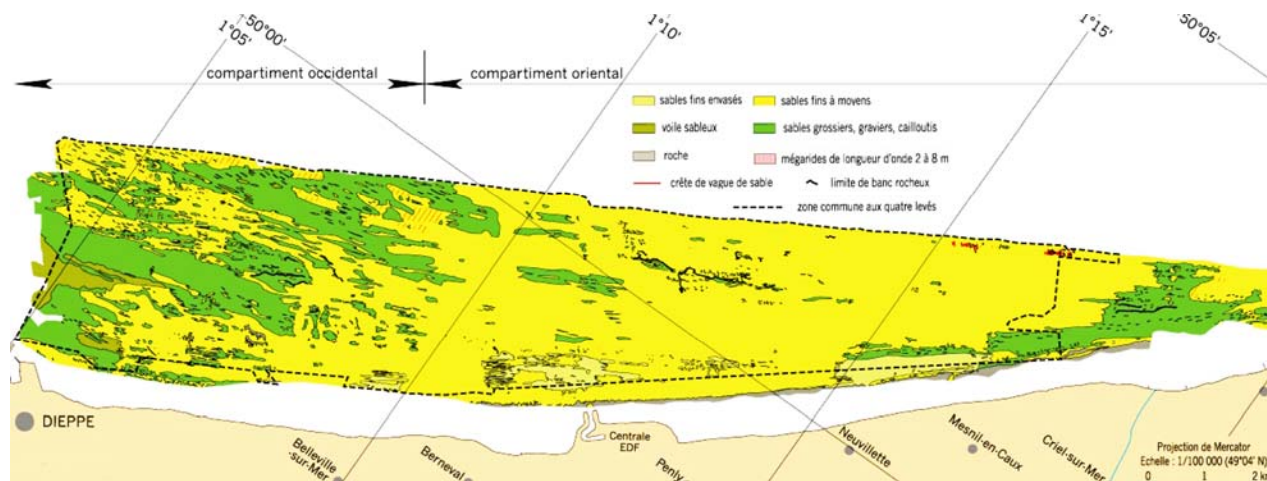 1°05'
1°50°00'
1°10'
1°15'
50°05'
compartiment occidental
compartiment oriental
sables fins envasés
sables fins à moyens
voile sableux
sables grossiers, graviers, cailloutis
roche
mégarides de longueur d'onde 2 à 8 m
crête de vague de sable
limite de banc rocheux
zone commune aux quatre levés
DIEPPE
Belleville
-sur-Mer
Berneval
Centrale
EDF
Penly
Neuvillette
Mesnil-en-Caux
Criel-sur-Mer
Projection de Mercator
Echelle : 1/100 000 (49°04' N)
0 1 2 km